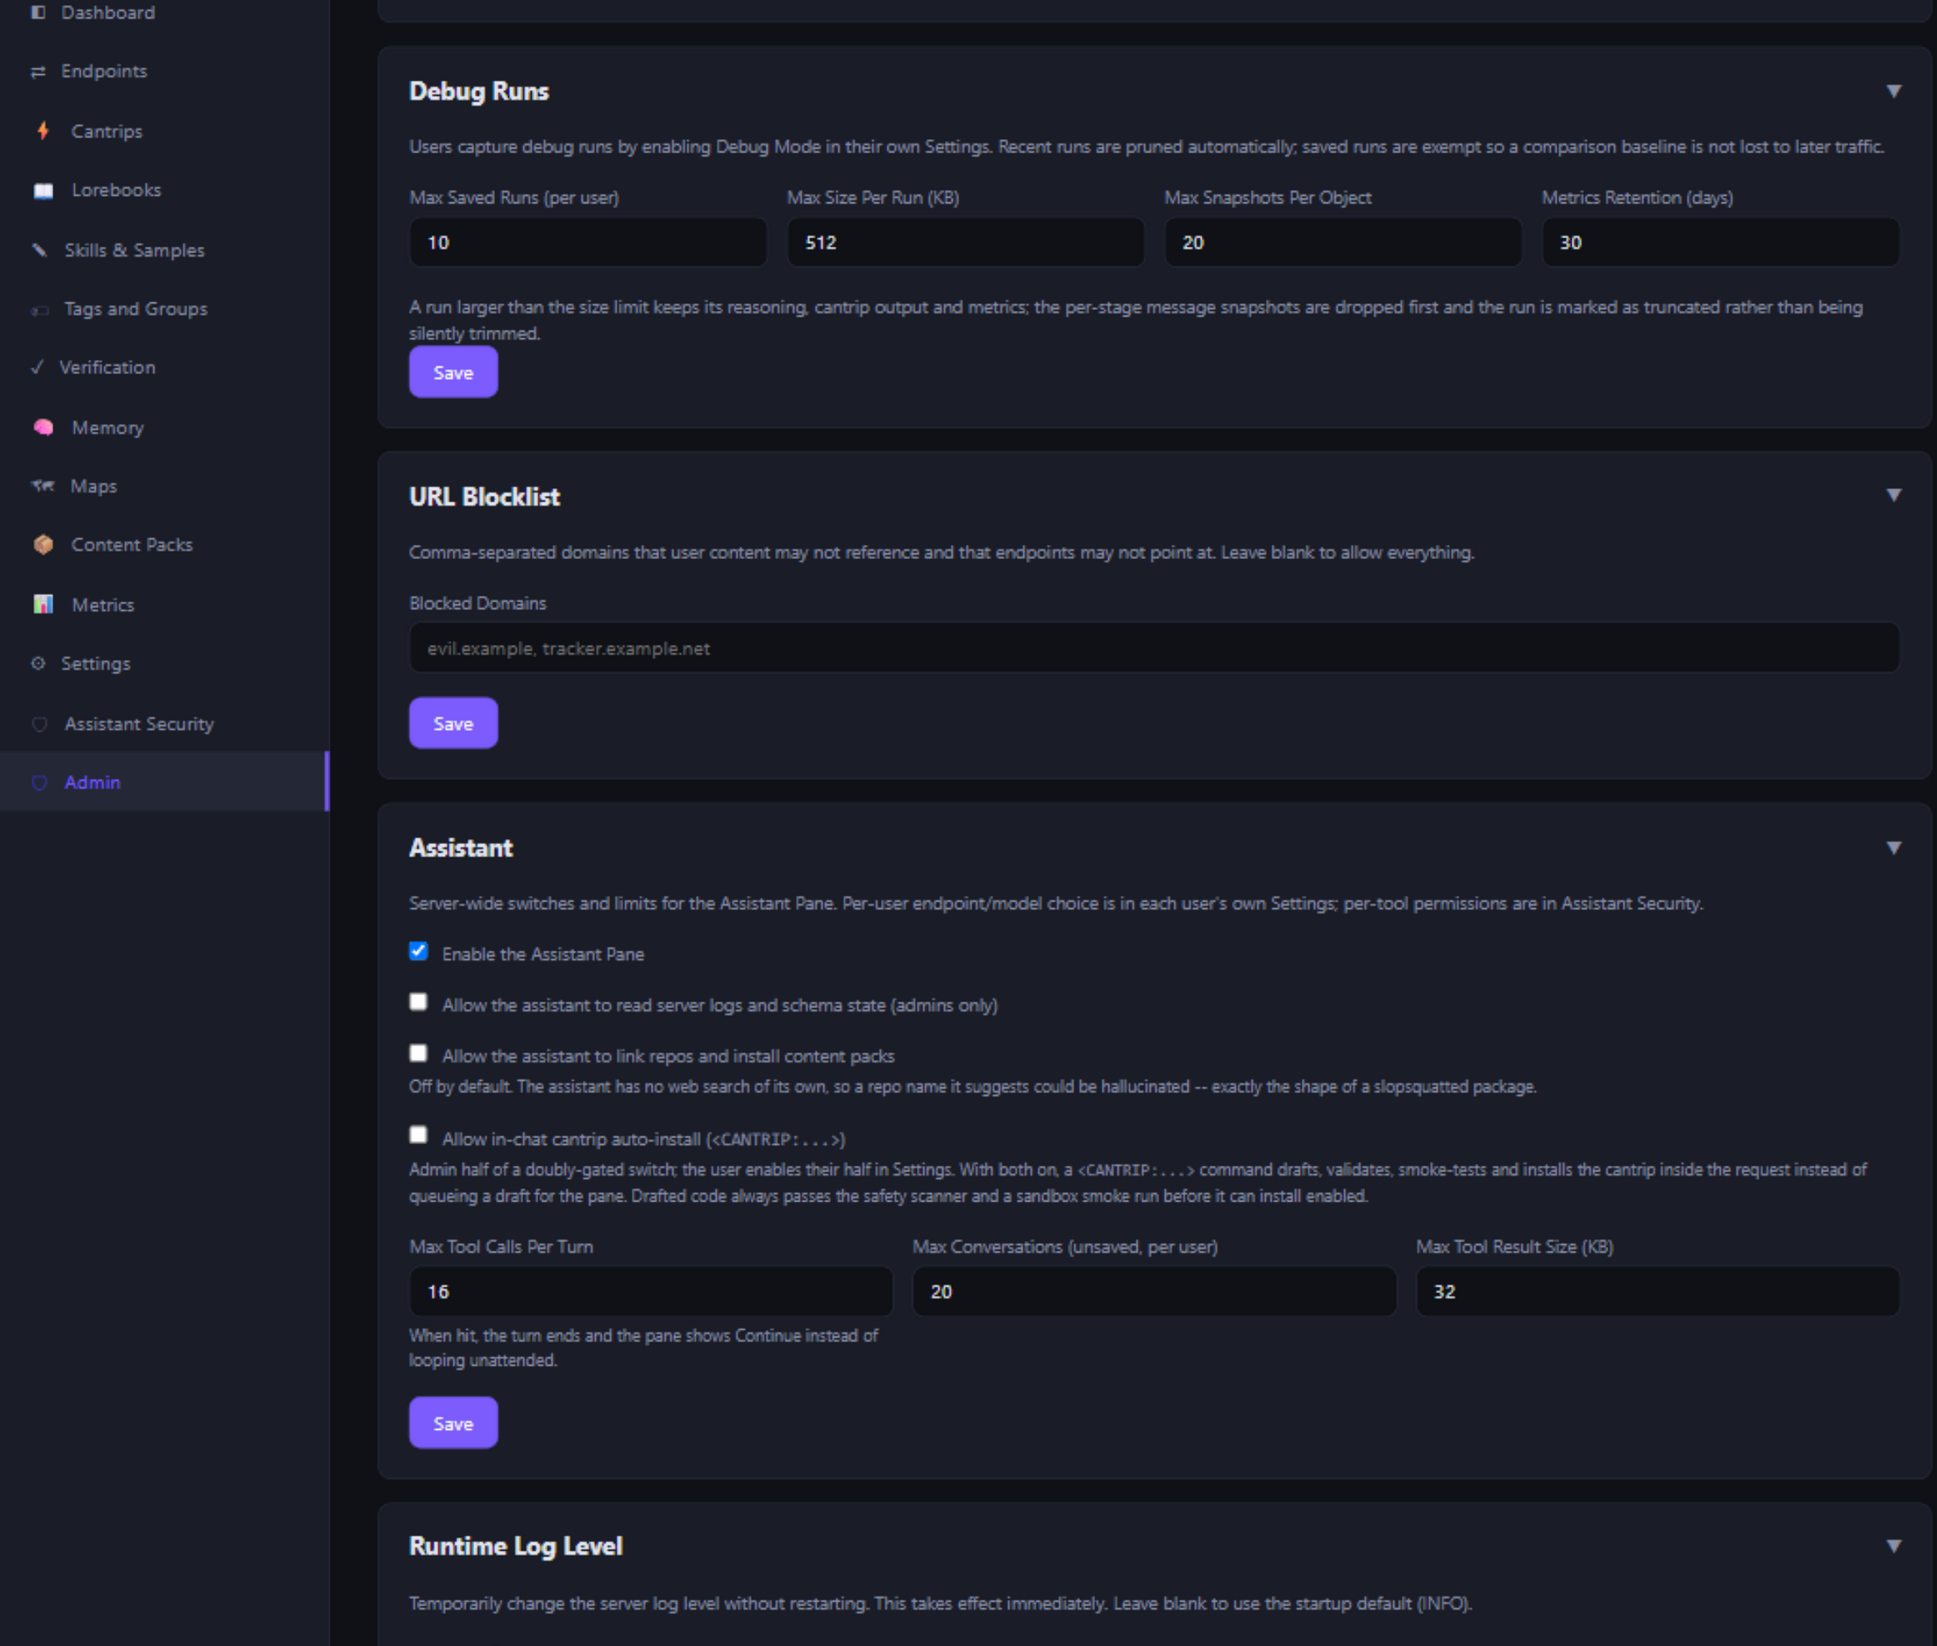 Dashboard
Endpoints
Cantrips
Lorebooks
Skills & Samples
Tags and Groups
Verification
Memory
Maps
Content Packs
Metrics
Settings
Assistant Security
Admin
Debug Runs
Users capture debug runs by enabling Debug Mode in their own Settings. Recent runs are pruned automatically; saved runs are exempt so a comparison baseline is not lost to later traffic.
Max Saved Runs (per user)
Max Size Per Run (KB)
Max Snapshots Per Object
Metrics Retention (days)
10
512
20
30
A run larger than the size limit keeps its reasoning, cantrip output and metrics; the per-stage message snapshots are dropped first and the run is marked as truncated rather than being
silently trimmed.
Save
URL Blocklist
Comma-separated domains that user content may not reference and that endpoints may not point at. Leave blank to allow everything.
Blocked Domains
evil.example, tracker.example.net
Save
Assistant
Server-wide switches and limits for the Assistant Pane. Per-user endpoint/model choice is in each user's own Settings; per-tool permissions are in Assistant Security.
Enable the Assistant Pane
Allow the assistant to read server logs and schema state (admins only)
Allow the assistant to link repos and install content packs
Off by default. The assistant has no web search of its own, so a repo name it suggests could be hallucinated -- exactly the shape of a slopsquatted package.
Allow in-chat cantrip auto-install (<CANTRIP:...>)
Admin half of a doubly-gated switch; the user enables their half in Settings. With both on, a <CANTRIP:...> command drafts, validates, smoke-tests and installs the cantrip inside the request instead of
queueing a draft for the pane. Drafted code always passes the safety scanner and a sandbox smoke run before it can install enabled.
Max Tool Calls Per Turn
Max Conversations (unsaved, per user)
Max Tool Result Size (KB)
16
20
32
When hit, the turn ends and the pane shows Continue instead of
looping unattended.
Save
Runtime Log Level
Temporarily change the server log level without restarting. This takes effect immediately. Leave blank to use the startup default (INFO).